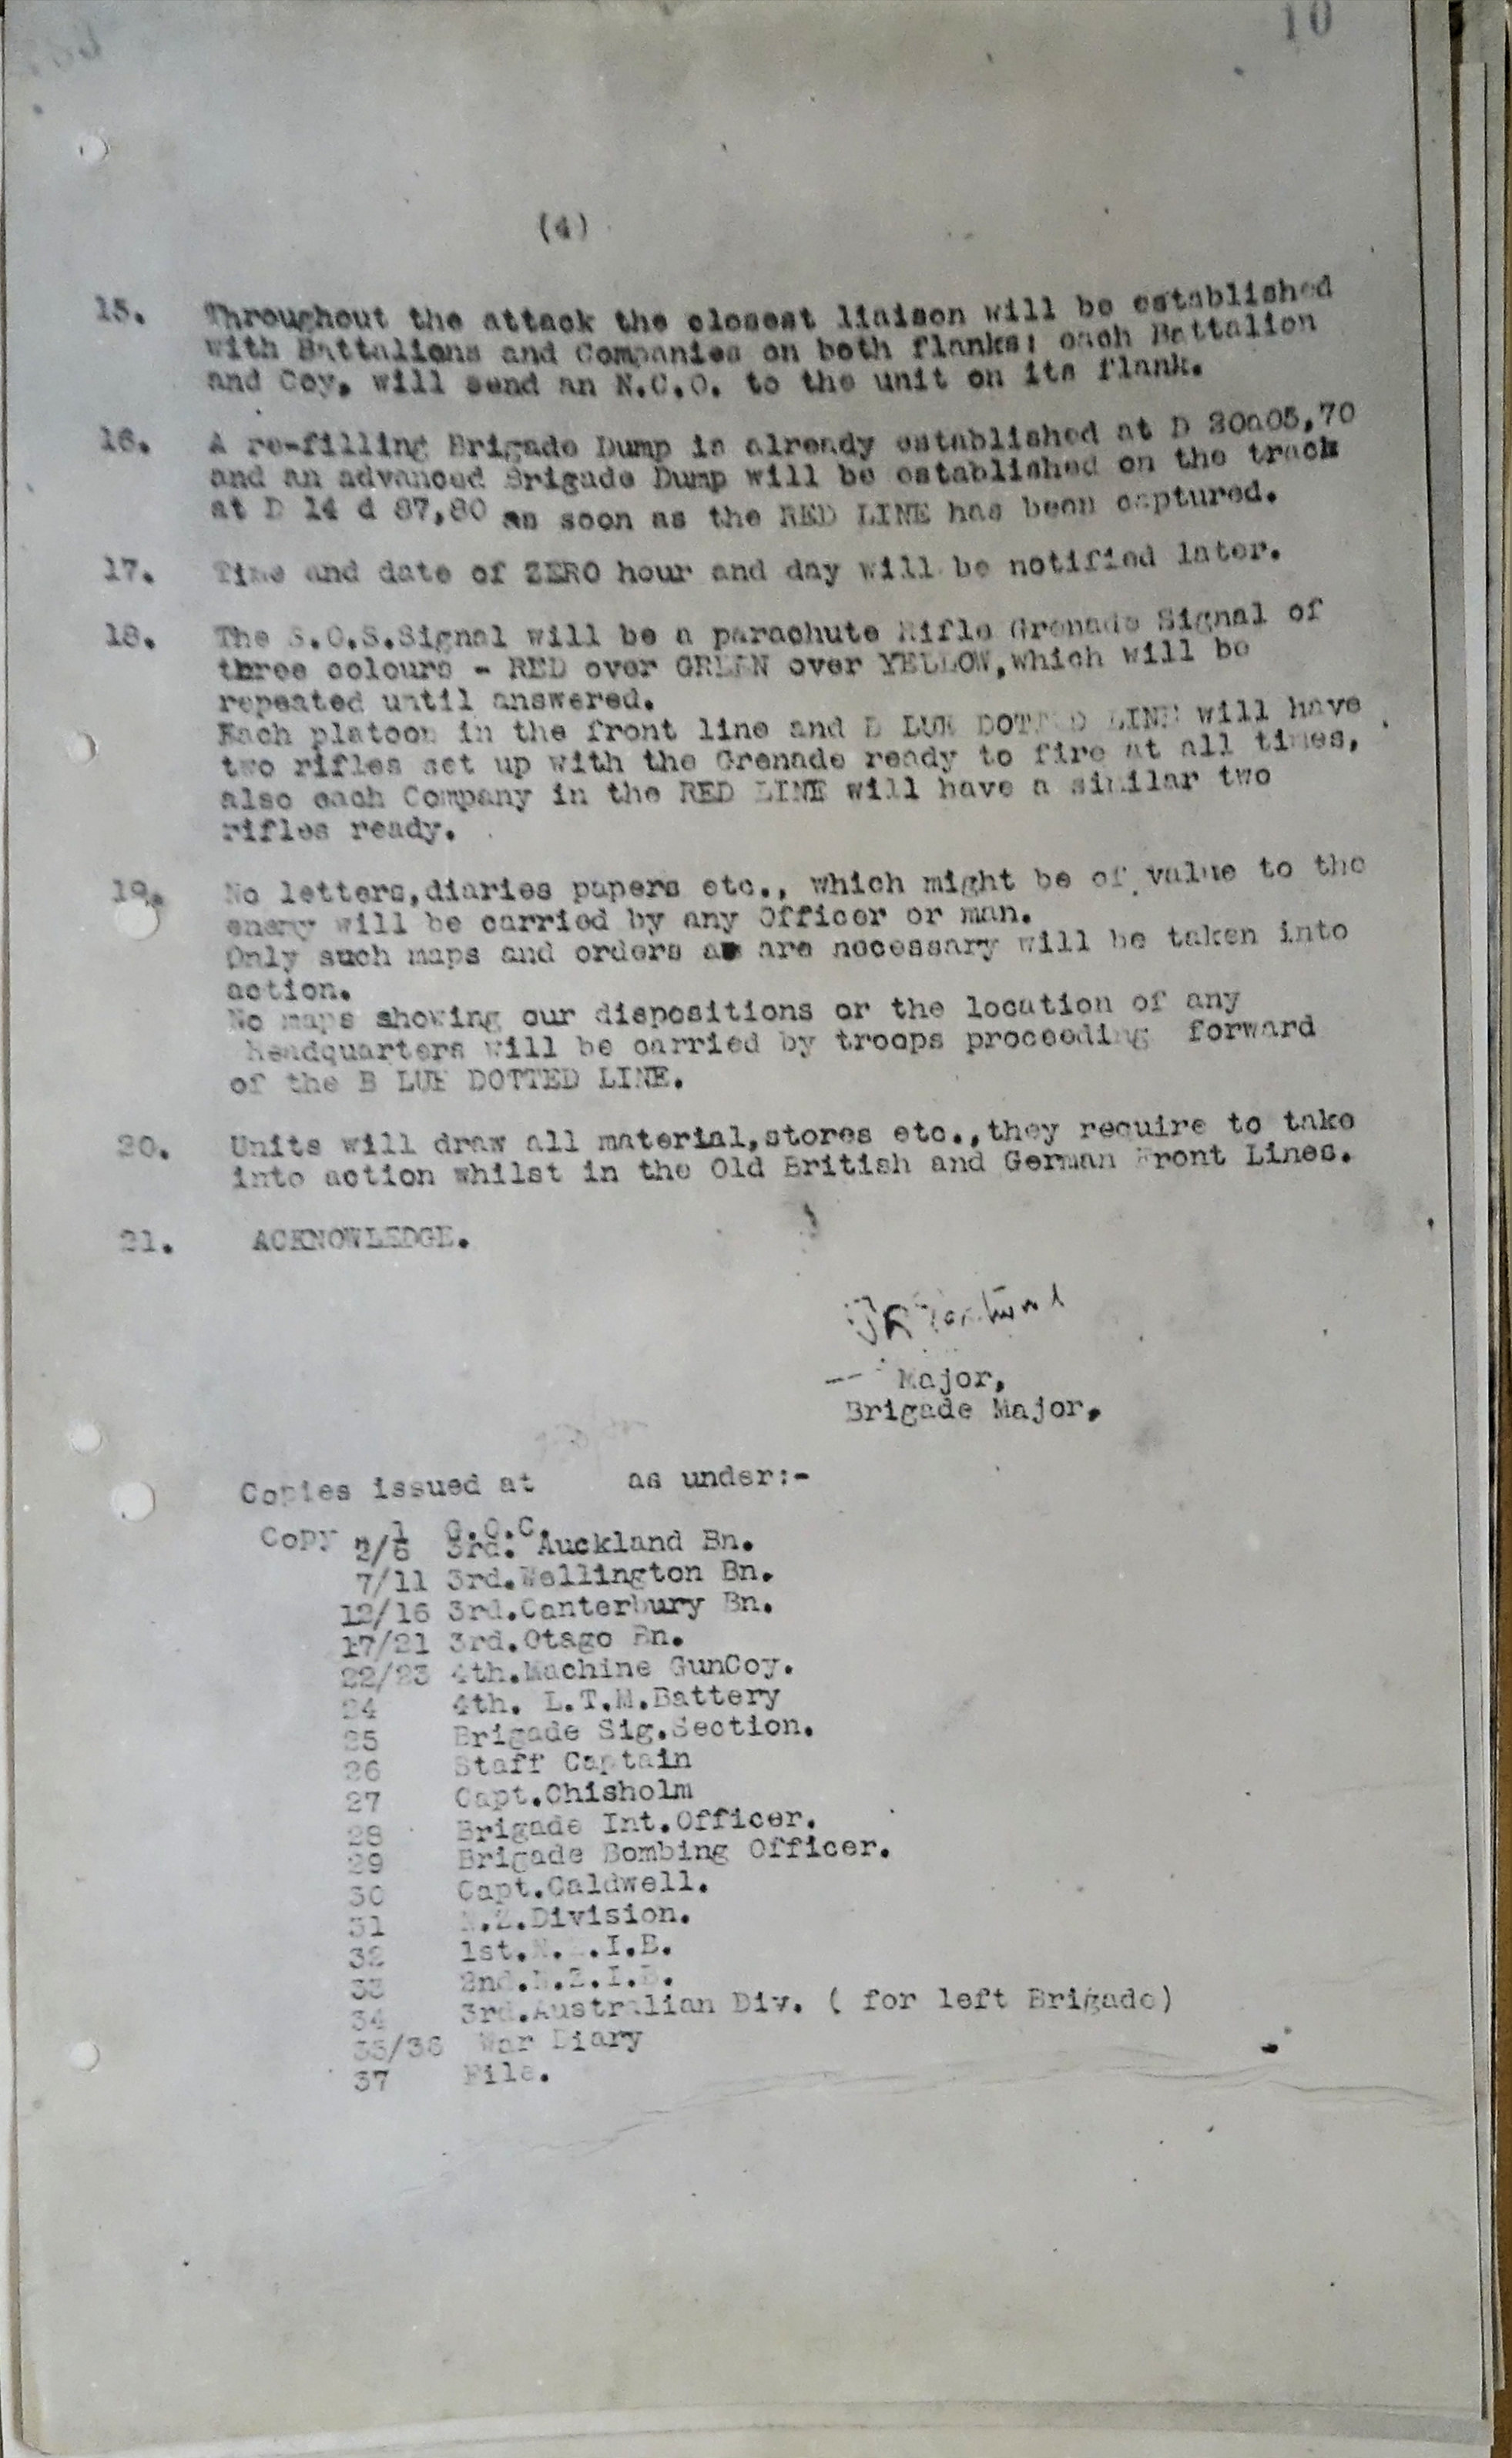 10
(4)
15. Throughout the attack the closest liaison will be established
with Battalions and Companies on both flanks; each Battalion
and Coy, will send an N.C.O. to the unit on its flank.
16. A re-filling Brigade Dump is already established at D 20a05,70
and an advanced Brigade Dump will be established on the track
at D 14 d 87,80 as soon as the RED LINE has been captured.
17. Time and date of ZERO hour and day will be notified later.
18. The S.O.S.Signal will be a parachute Rifle Grenade Signal of
three colours - RED over GREEN over YELLOW,which will be
repeated until answered.
Each platoon in the front line and B LUE DOTTED LINE will have
two rifles set up with the Grenade ready to fire at all times,
also each Company in the RED LINE will have a similar two
rifles ready.
19. No letters,diaries papers etc., which might be of value to the
enemy will be carried by any Officer or man.
Only such maps and orders as are necessary will be taken into
action.
No maps showing our dispositions or the location of any
headquarters will be carried by troops proceeding forward
of the B LUE DOTTED LINE.
20. Units will draw all material,stores etc.,they require to take
into action whilst in the Old British and German Front Lines.
21. ACKNOWLEDGE.
Major,
Brigade Major.
Copies issued at as under:-
Copy 1 G.O.C.
2/6 3rd. Auckland Bn.
7/11 3rd.Wellington Bn.
12/16 3rd.Canterbury Bn.
17/21 3rd.Otago Bn.
22/23 4th.Machine GunCoy.
24 4th. L.T.M.Battery
25 Brigade Sig.Section.
26 Staff Captain
27 Capt.Chisholm
28 Brigade Int.Officer.
29 Brigade Bombing Officer.
30 Capt.Caldwell.
31 N.Z.Division.
32 1st.N.Z.I.B.
33 2nd.N.Z.I.B.
34 3rd.Australian Div. ( for left Brigade)
35/36 War Diary
37 File.